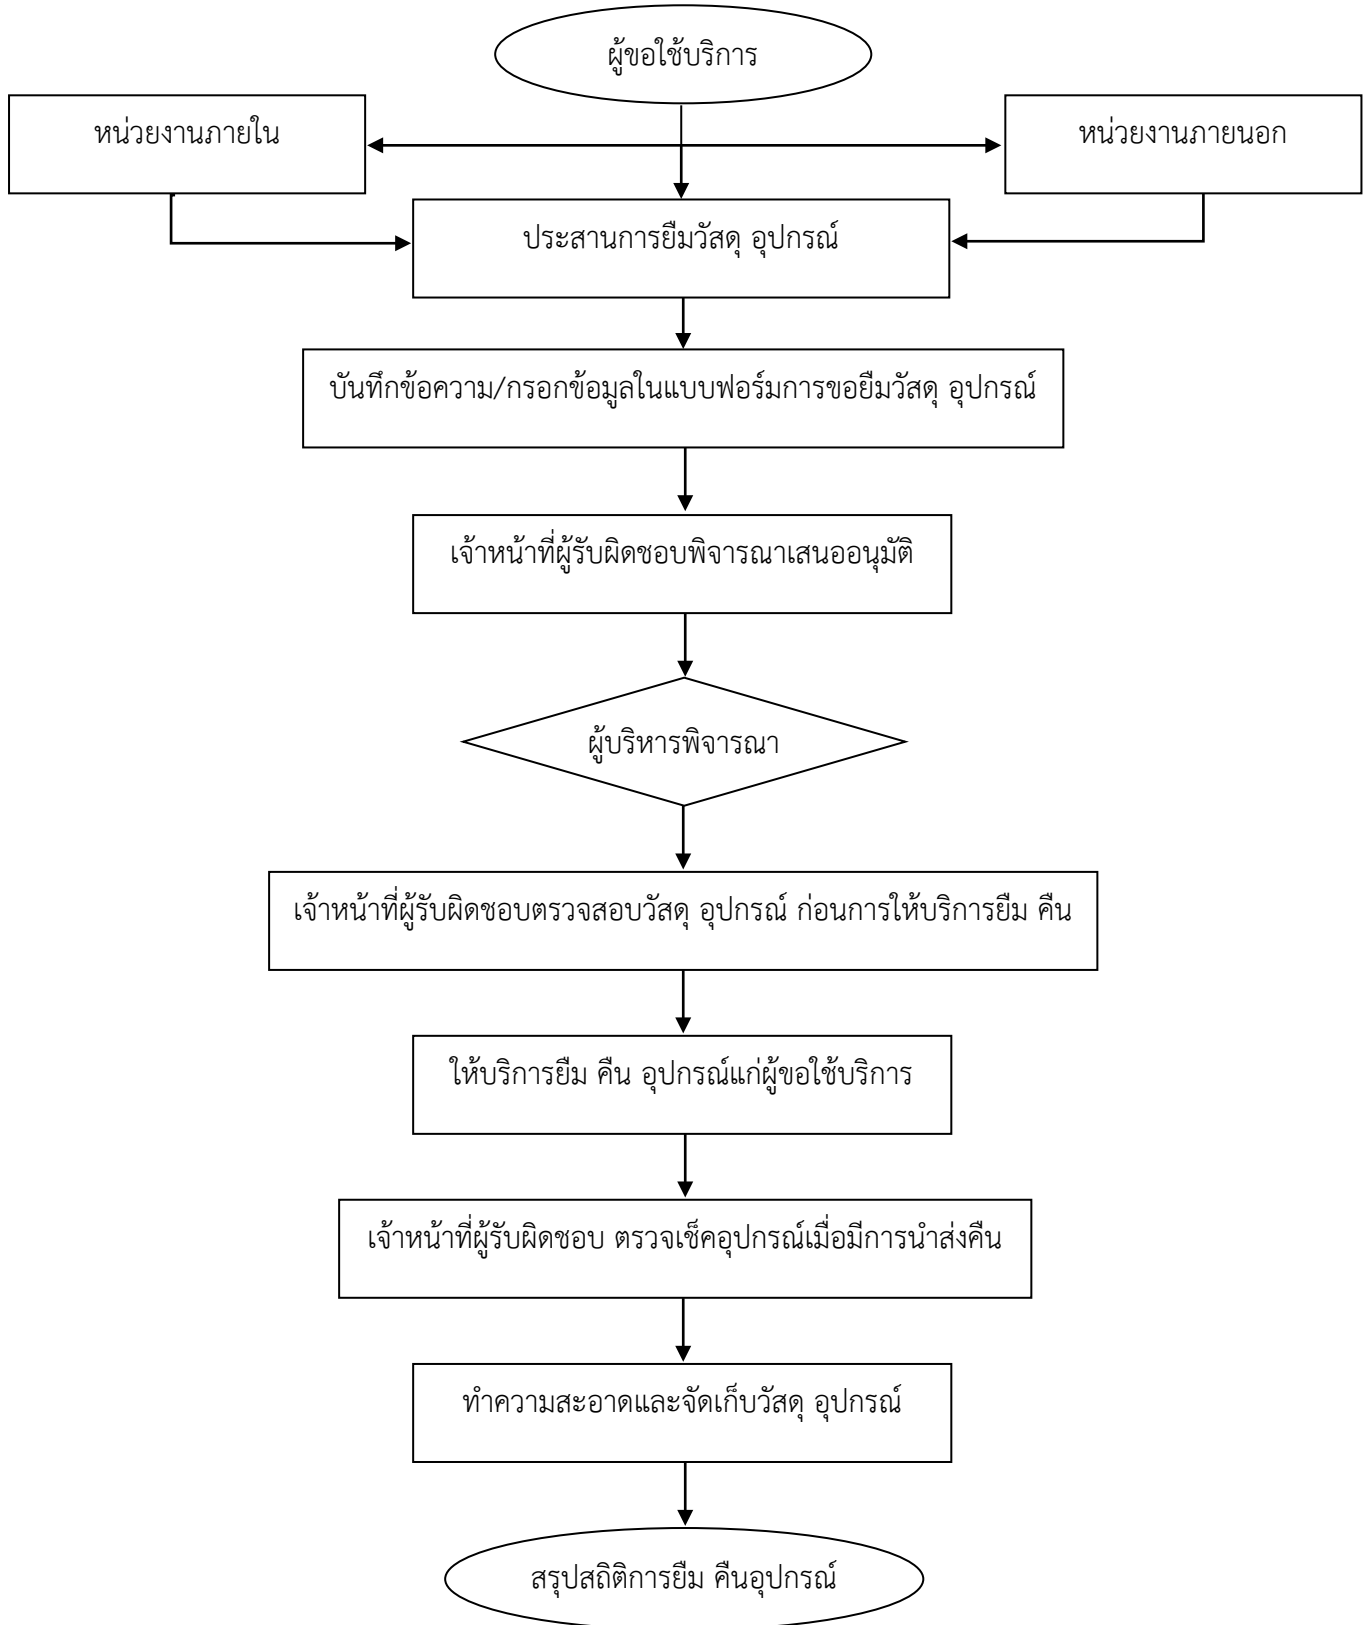 ผู้ขอใช้บริการ
หน่วยงานภายใน
หน่วยงานภายนอก
ประสานการยืมวัสดุ อุปกรณ์
บันทึกข้อความ/กรอกข้อมูลในแบบฟอร์มการขอยืมวัสดุ อุปกรณ์
เจ้าหน้าที่ผู้รับผิดชอบพิจารณาเสนออนุมัติ
ผู้บริหารพิจารณา
เจ้าหน้าที่ผู้รับผิดชอบตรวจสอบวัสดุ อุปกรณ์ ก่อนการให้บริการยืม คืน
ให้บริการยืม คืน อุปกรณ์แก่ผู้ขอใช้บริการ
เจ้าหน้าที่ผู้รับผิดชอบ ตรวจเช็คอุปกรณ์เมื่อมีการนำส่งคืน
ทำความสะอาดและจัดเก็บวัสดุ อุปกรณ์
สรุปสถิติการยืม คืนอุปกรณ์